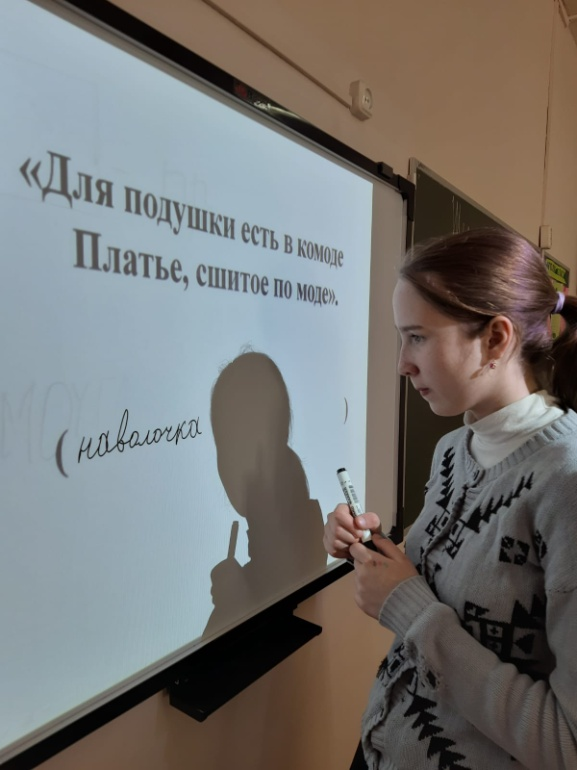 «Для подушки есть в комоде
Платье, сшитое по моде».
( наволочка )